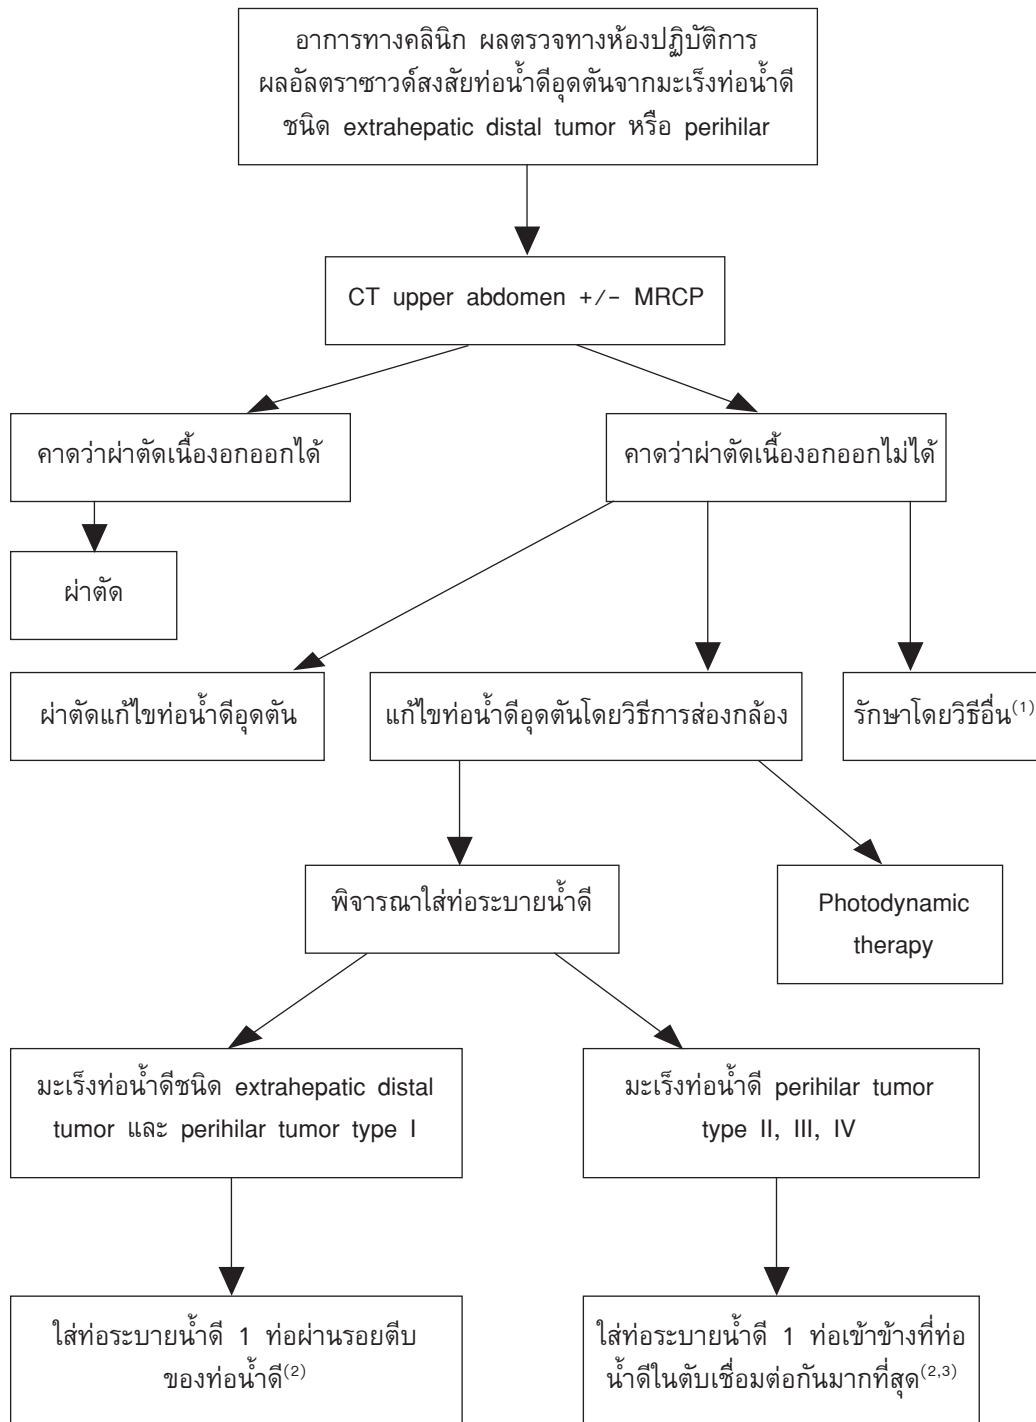 อาการทางคลินิก ผลตรวจทางห้องปฏิบัติการ
ผลอัลตราซาวด์สงสัยท่อน้ำดีอุดตันจากมะเร็งท่อน้ำดี
ชนิด extrahepatic distal tumor หรือ perihilar
CT upper abdomen +/- MRCP
คาดว่าผ่าตัดเนื้องอกออกได้
คาดว่าผ่าตัดเนื้องอกออกไม่ได้
ผ่าตัด
ผ่าตัดแก้ไขท่อน้ำดีอุดตัน
แก้ไขท่อน้ำดีอุดตันโดยวิธีการส่องกล้อง
รักษาโดยวิธีอื่น(1)
พิจารณาใส่ท่อระบายน้ำดี
Photodynamic
therapy
มะเร็งท่อน้ำดีชนิด extrahepatic distal
tumor และ perihilar tumor type I
มะเร็งท่อน้ำดี perihilar tumor
type II, III, IV
ใส่ท่อระบายน้ำดี 1 ท่อผ่านรอยตีบ
ของท่อน้ำดี(2)
ใส่ท่อระบายน้ำดี 1 ท่อเข้าข้างที่ท่อ
น้ำดีในตับเชื่อมต่อกันมากที่สุด(2,3)